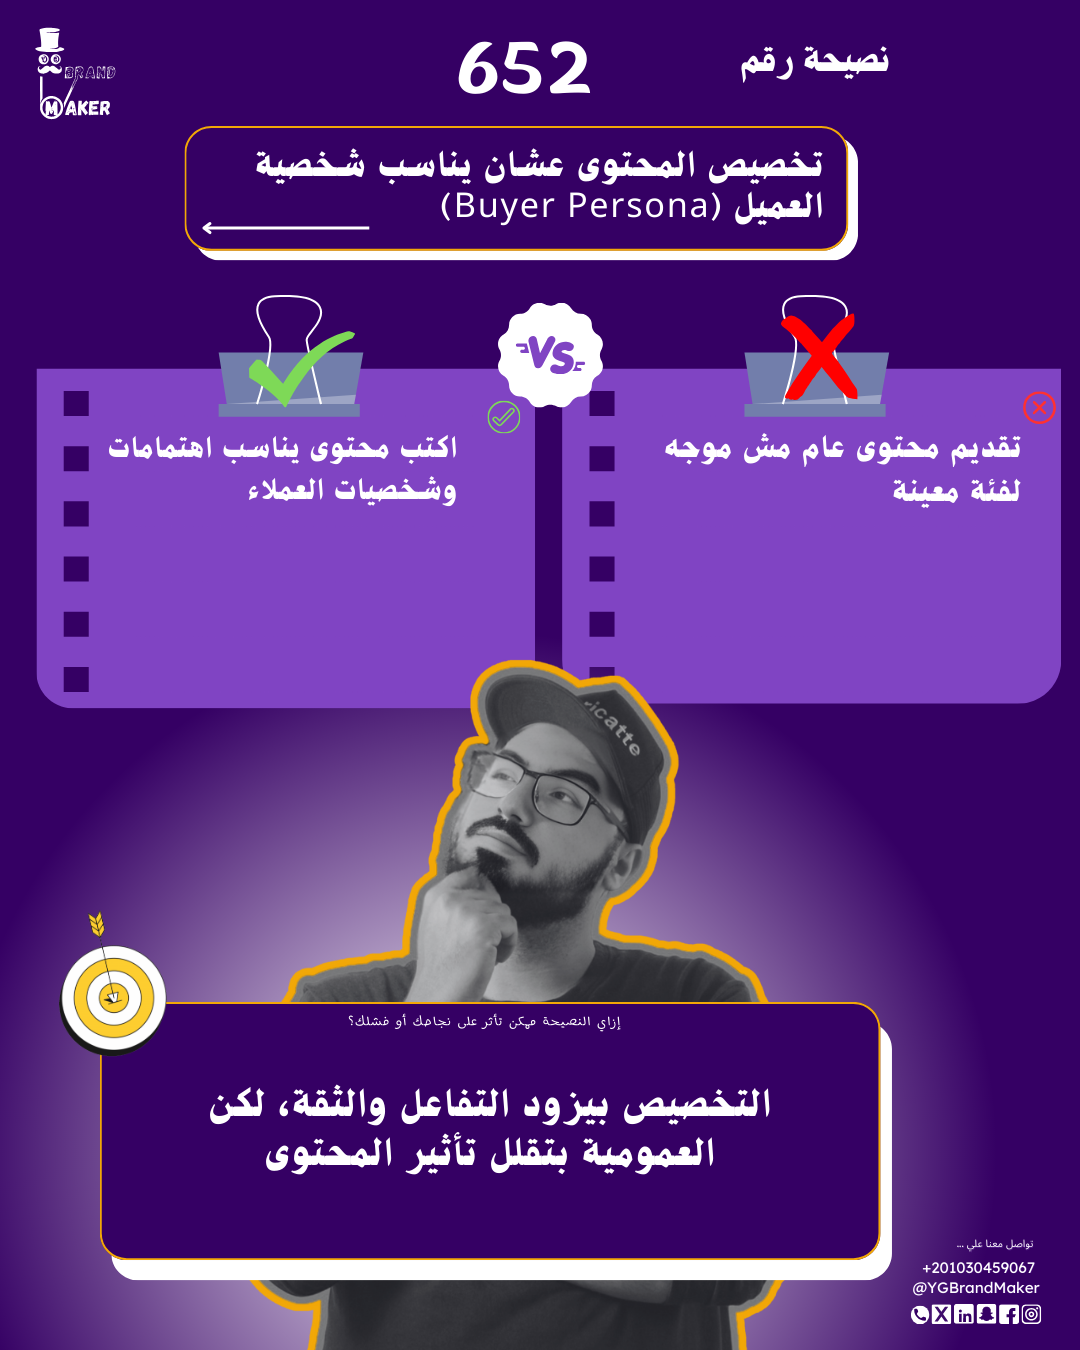 BRAND
MAKER
نصيحة رقم 652
تخصيص المحتوى عشان يناسب شخصية
العميل (Buyer Persona)
VS
تقديم محتوى عام مش موجه
لفئة معينة
اكتب محتوى يناسب اهتمامات
وشخصيات العملاء
icatte
إزاي النصيحة ممكن تأثر على نجاحك أو فشلك؟
التخصيص بيزود التفاعل والثقة، لكن
العمومية بتقلل تأثير المحتوى
تواصل معنا علي ...
+201030459067
@YGBrandMaker